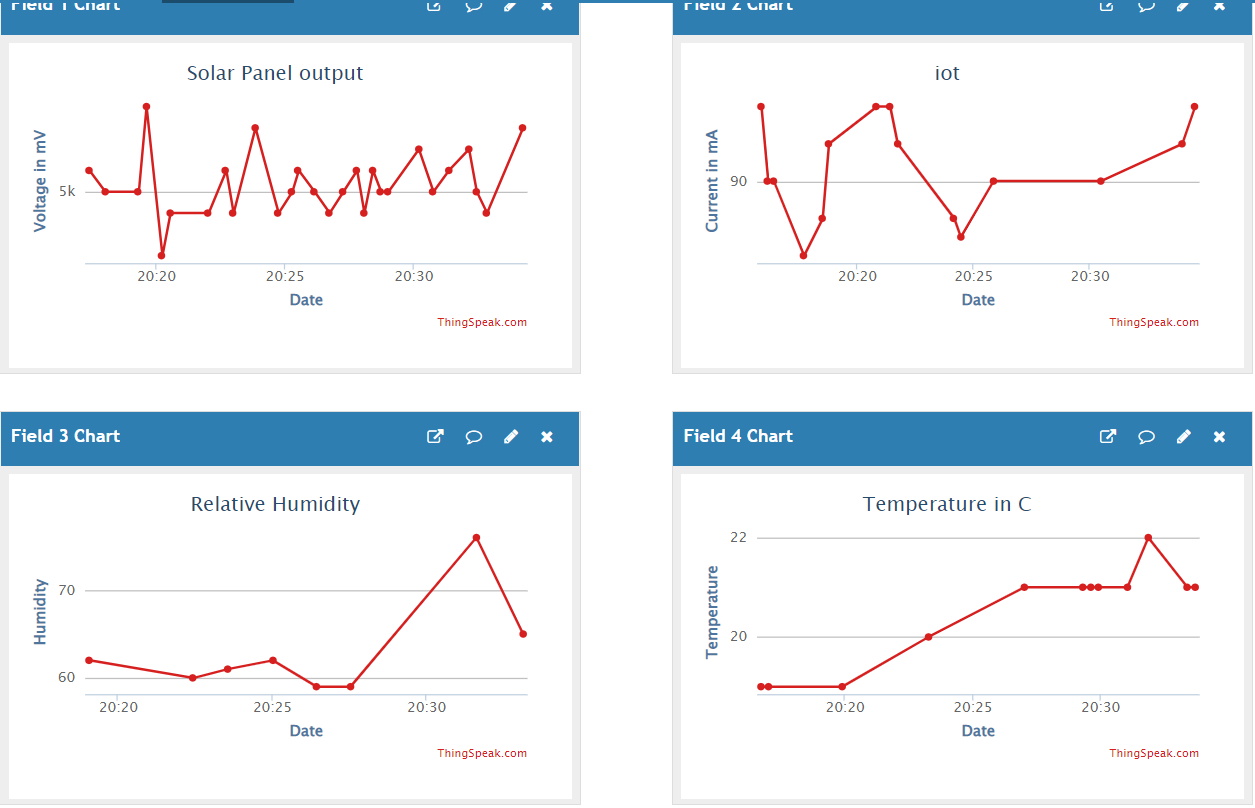 Field 1 Chart
Solar Panel output
Voltage in mV
5k
20:20 20:25 20:30
Date
ThingSpeak.com
Field 2 Chart
iot
Current in mA
90
20:20 20:25 20:30
Date
ThingSpeak.com
Field 3 Chart
Relative Humidity
Humidity
70
60
20:20 20:25 20:30
Date
ThingSpeak.com
Field 4 Chart
Temperature in C
Temperature
22
20
20:20 20:25 20:30
Date
ThingSpeak.com